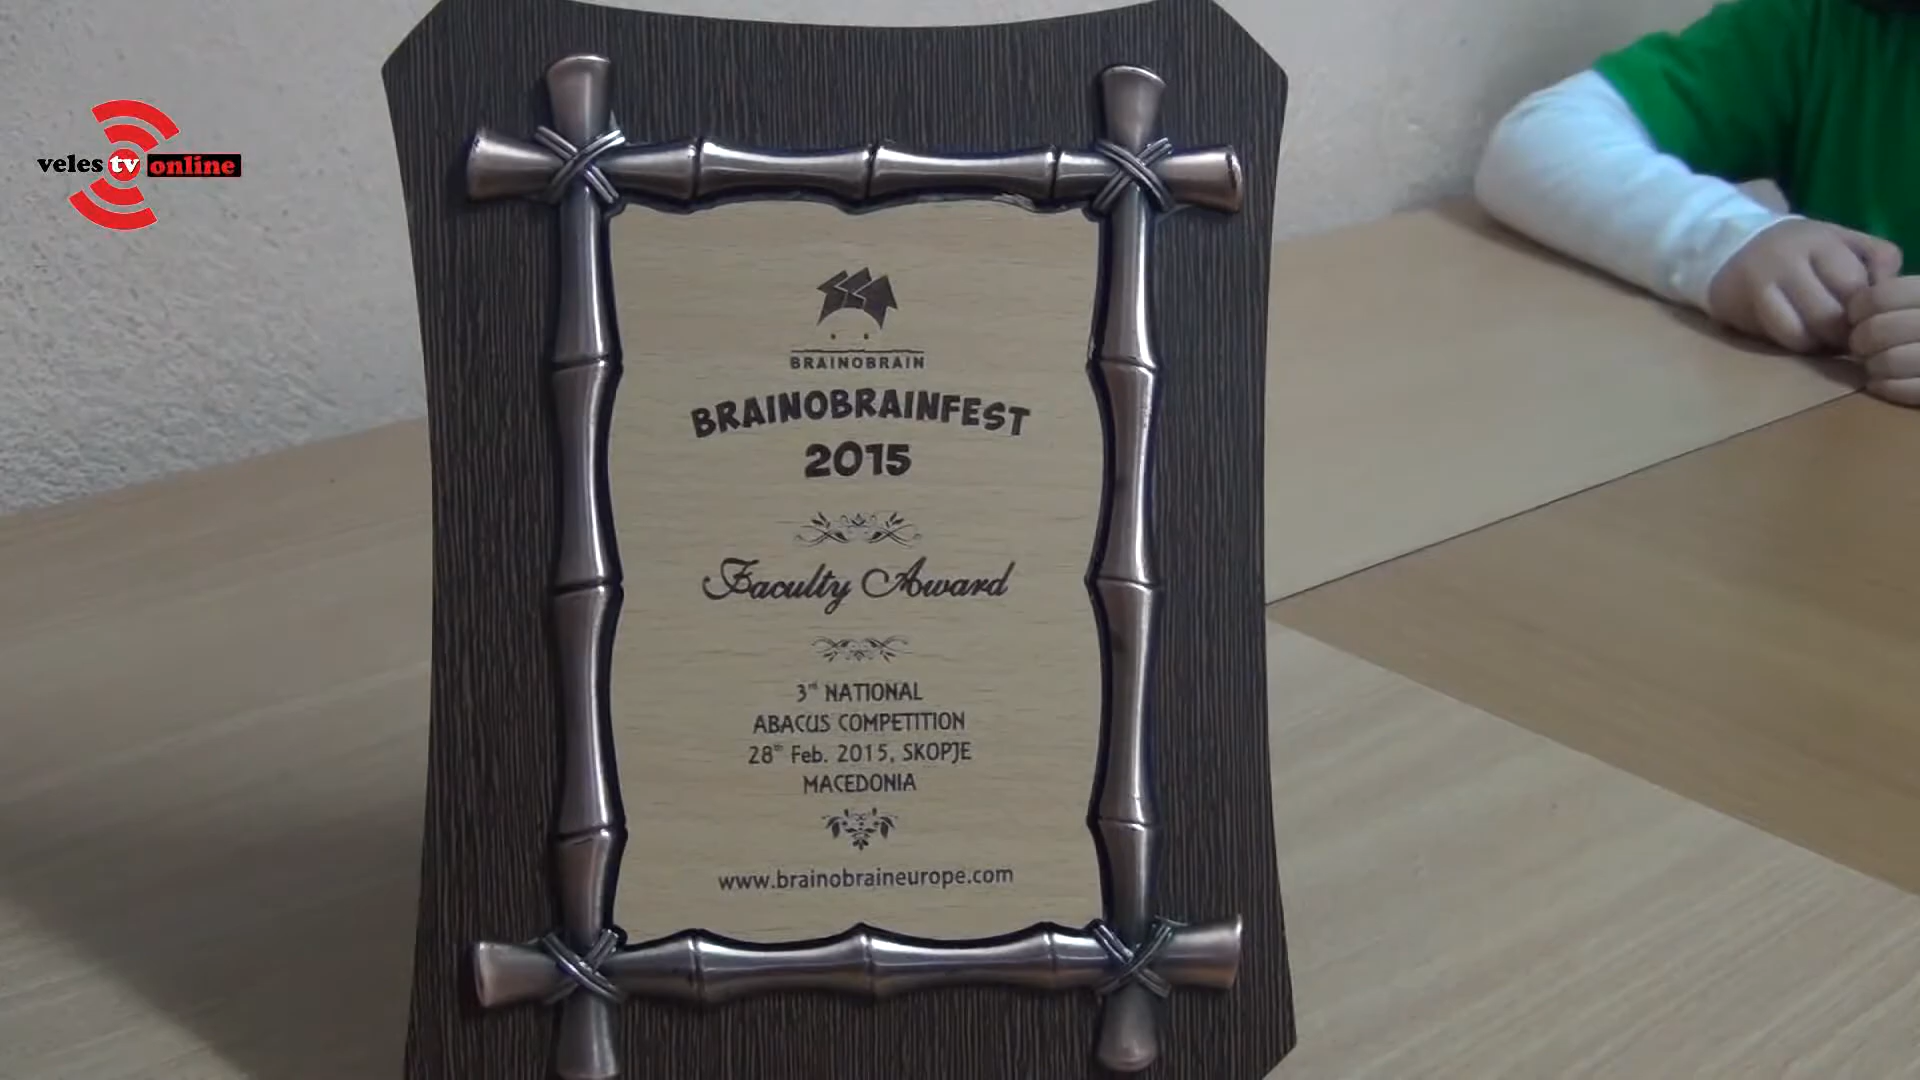 veles tv online
BRAINOBRAIN
BRAINOBRAINFEST
2015
Faculty Award
3rd NATIONAL
ABACUS COMPETITION
28th Feb. 2015, SKOPJE
MACEDONIA
www.brainobraineurope.com